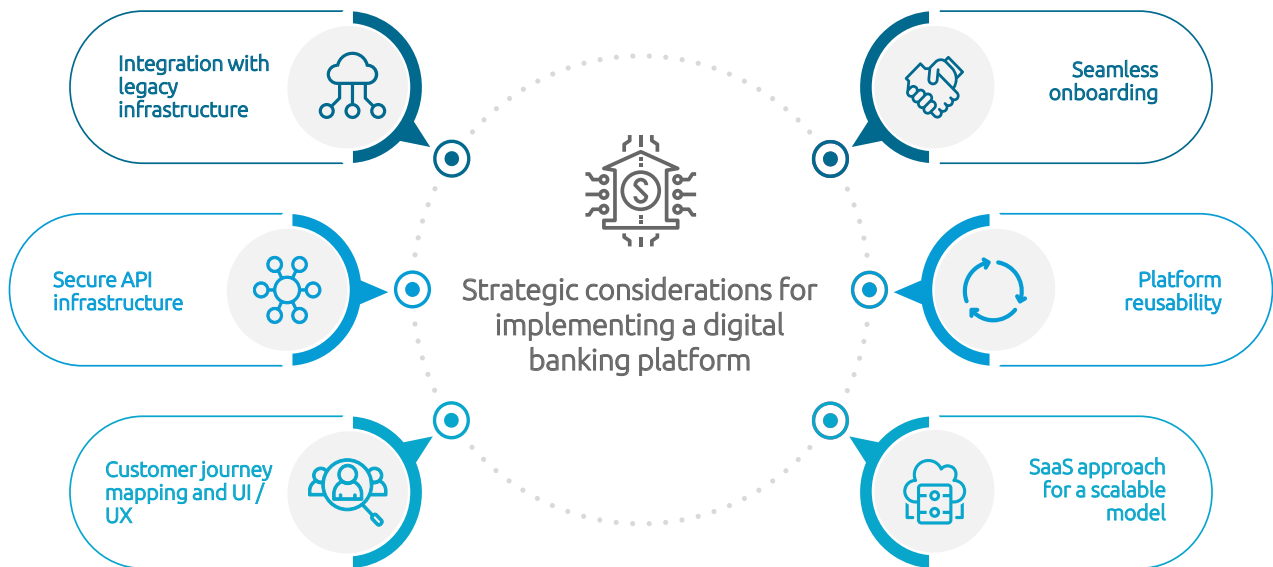 Integration with
legacy
infrastructure
Seamless
onboarding
Secure API
infrastructure
Strategic considerations for
implementing a digital
banking platform
Platform
reusability
Customer journey
mapping and UI /
UX
SaaS approach
for a scalable
model